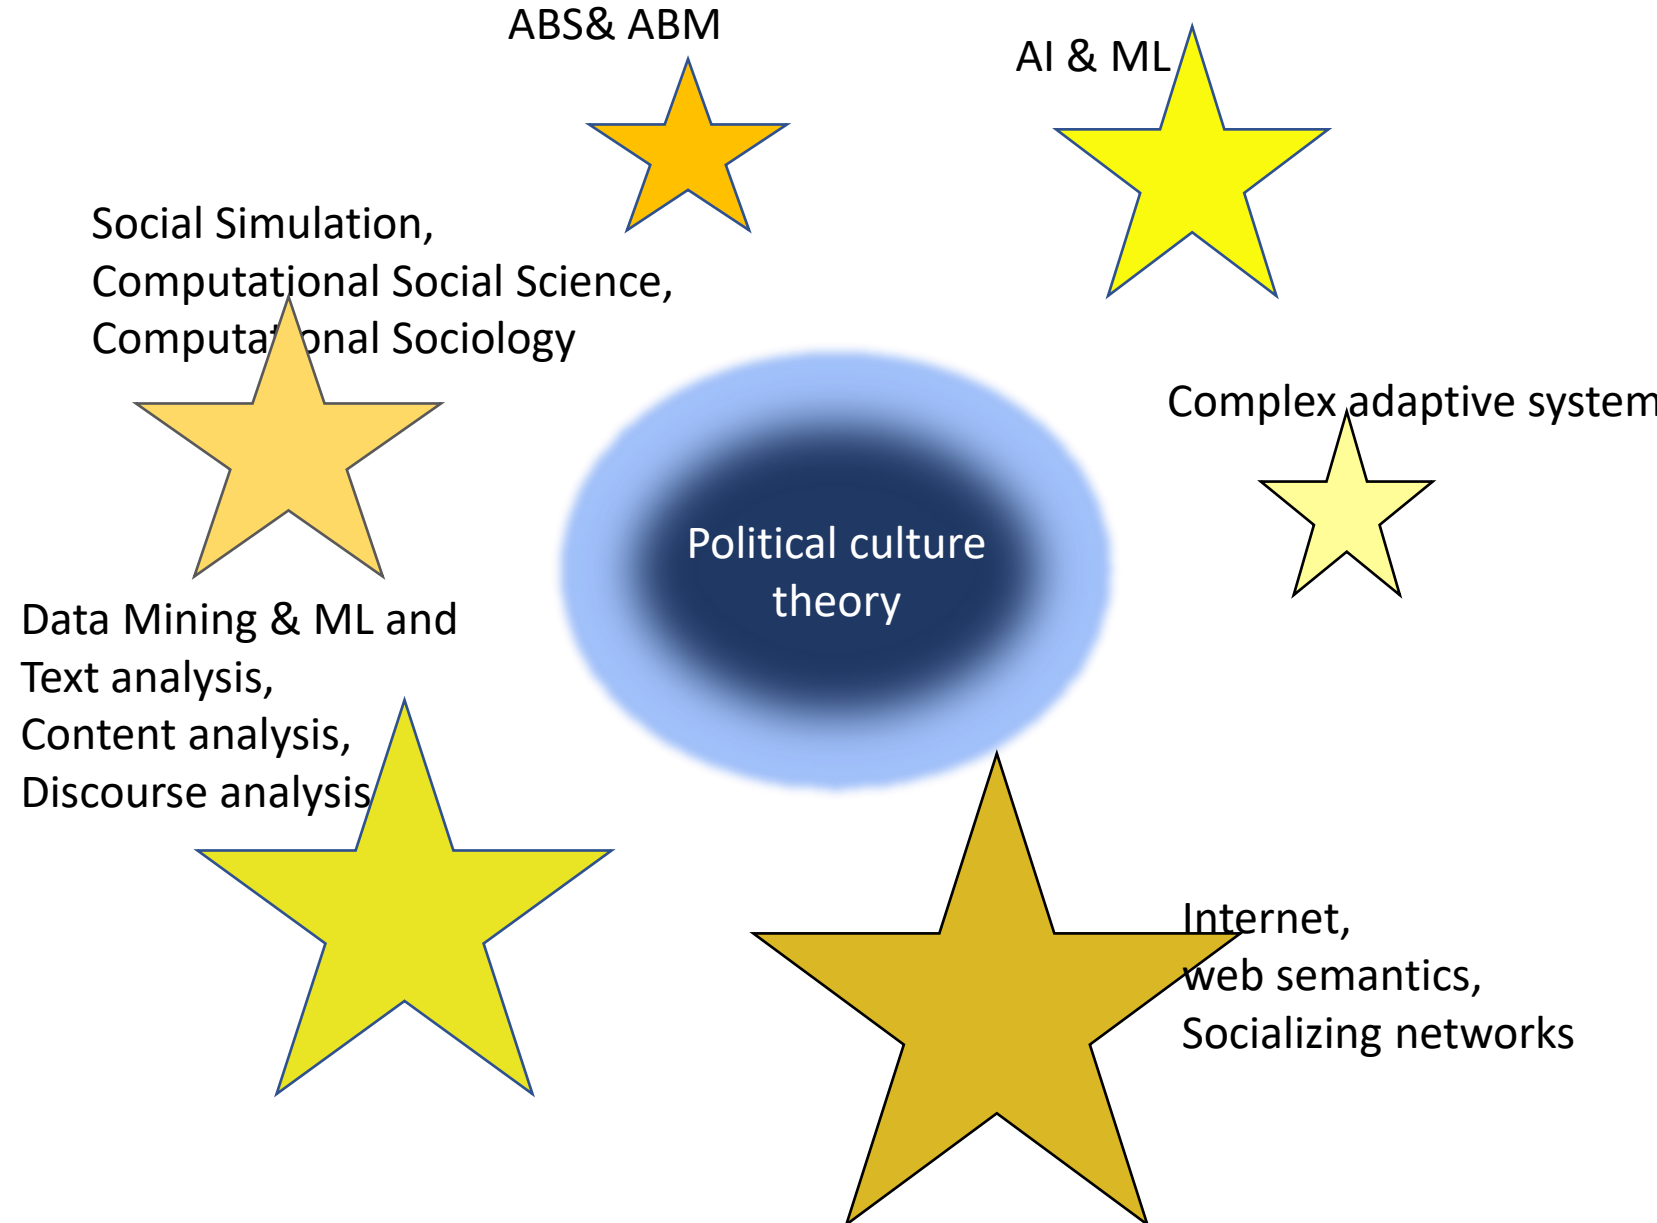 ABS& ABM
AI & ML
Social Simulation,
Computational Social Science,
Computational Sociology
Complex adaptive system
Political culture
theory
Data Mining & ML and
Text analysis,
Content analysis,
Discourse analysis
Internet,
web semantics,
Socializing networks